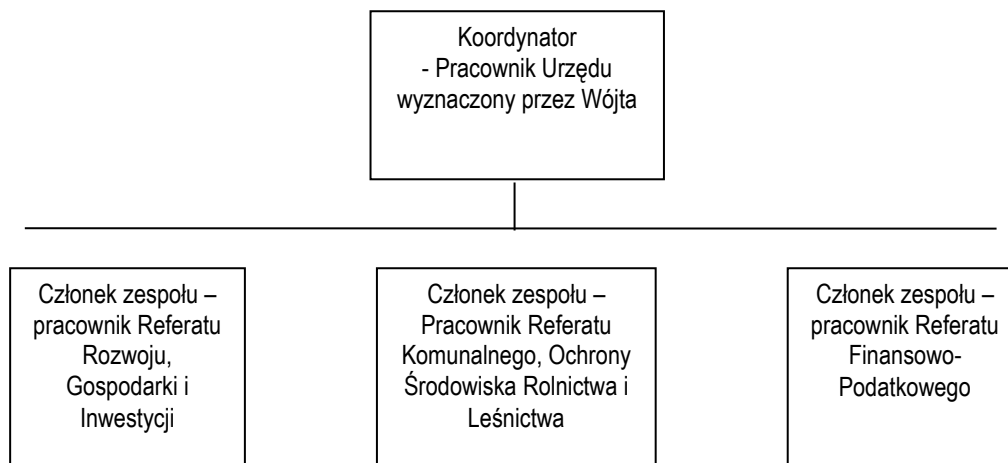 Koordynator
- Pracownik Urzędu
wyznaczony przez Wójta
Członek zespołu –
pracownik Referatu
Rozwoju,
Gospodarki i
Inwestycji
Członek zespołu –
Pracownik Referatu
Komunalnego, Ochrony
Środowiska Rolnictwa i
Leśnictwa
Członek zespołu –
pracownik Referatu
Finansowo-
Podatkowego